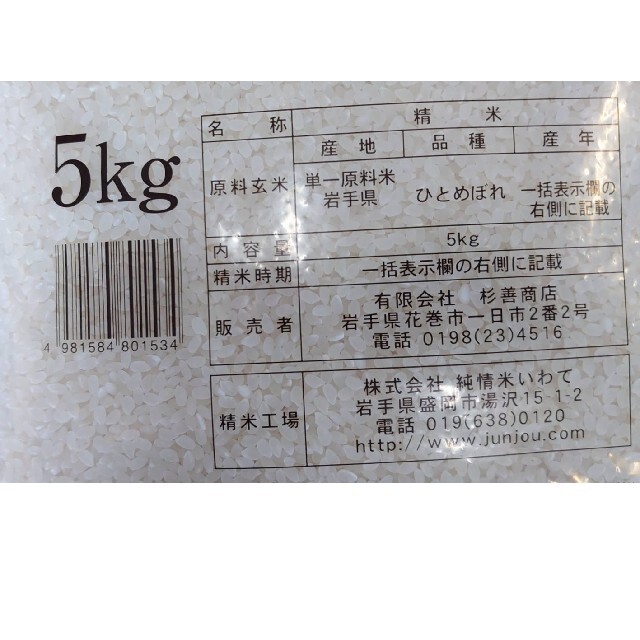 5kg
4 981584 801534
名 称 精 米
産 地 品 種 産 年
原料玄米 単一原料米 岩手県 ひとめぼれ 一括表示欄の右側に記載
内 容 量 5kg
精米時期 一括表示欄の右側に記載
販 売 者 有限会社 杉善商店
岩手県花巻市一日市2番2号
電話 0198(23)4516
精米工場 株式会社 純情米いわて
岩手県盛岡市湯沢15-1-2
電話 019(638)0120
http://www.junjou.com